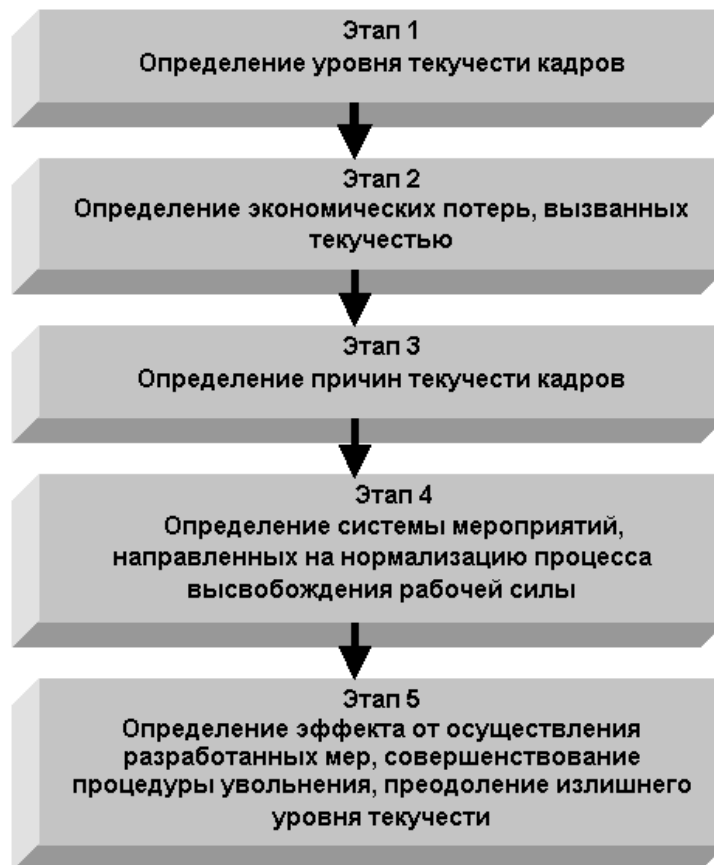 Этап 1
Определение уровня текучести кадров
Этап 2
Определение экономических потерь, вызванных
текучестью
Этап 3
Определение причин текучести кадров
Этап 4
Определение системы мероприятий,
направленных на нормализацию процесса
высвобождения рабочей силы
Этап 5
Определение эффекта от осуществления
разработанных мер, совершенствование
процедуры увольнения, преодоление излишнего
уровня текучести